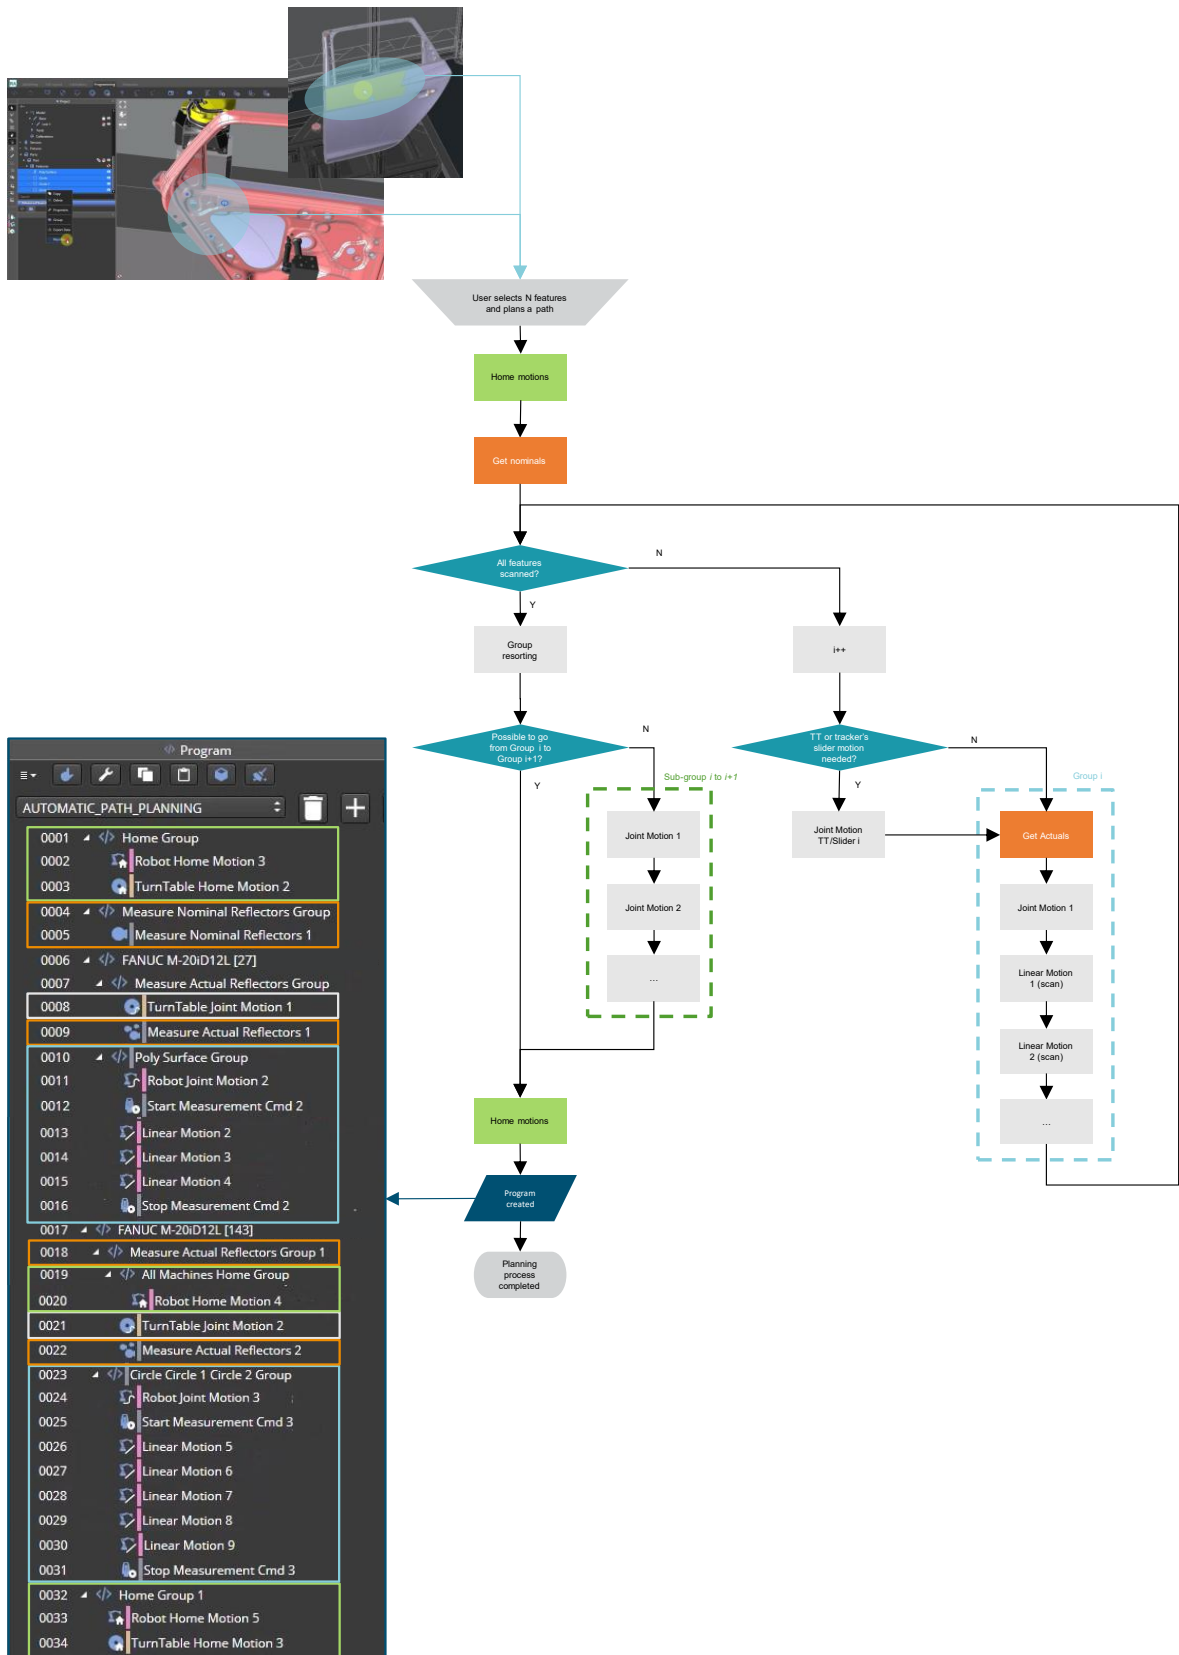 User selects N features
and plans a path
Home motions
Get nominals
All features
scanned?
N
Y
Group
resorting
i++
Possible to go
from Group i to
Group i+1?
N
Y
TT or tracker's
slider motion
needed?
N
Y
Sub-group i to i+1
Joint Motion 1
Joint Motion 2
...
Joint Motion
TT/Slider i
Group i
Get Actuals
Joint Motion 1
Linear Motion
1 (scan)
Linear Motion
2 (scan)
...
Home motions
Program
created
Planning
process
completed
Program
AUTOMATIC_PATH_PLANNING
0001 Home Group
0002 Robot Home Motion 3
0003 TurnTable Home Motion 2
0004 Measure Nominal Reflectors Group
0005 Measure Nominal Reflectors 1
0006 FANUC M-20iD12L [27]
0007 Measure Actual Reflectors Group
0008 TurnTable Joint Motion 1
0009 Measure Actual Reflectors 1
0010 Poly Surface Group
0011 Robot Joint Motion 2
0012 Start Measurement Cmd 2
0013 Linear Motion 2
0014 Linear Motion 3
0015 Linear Motion 4
0016 Stop Measurement Cmd 2
0017 FANUC M-20iD12L [143]
0018 Measure Actual Reflectors Group 1
0019 All Machines Home Group
0020 Robot Home Motion 4
0021 TurnTable Joint Motion 2
0022 Measure Actual Reflectors 2
0023 Circle Circle 1 Circle 2 Group
0024 Robot Joint Motion 3
0025 Start Measurement Cmd 3
0026 Linear Motion 5
0027 Linear Motion 6
0028 Linear Motion 7
0029 Linear Motion 8
0030 Linear Motion 9
0031 Stop Measurement Cmd 3
0032 Home Group 1
0033 Robot Home Motion 5
0034 TurnTable Home Motion 3